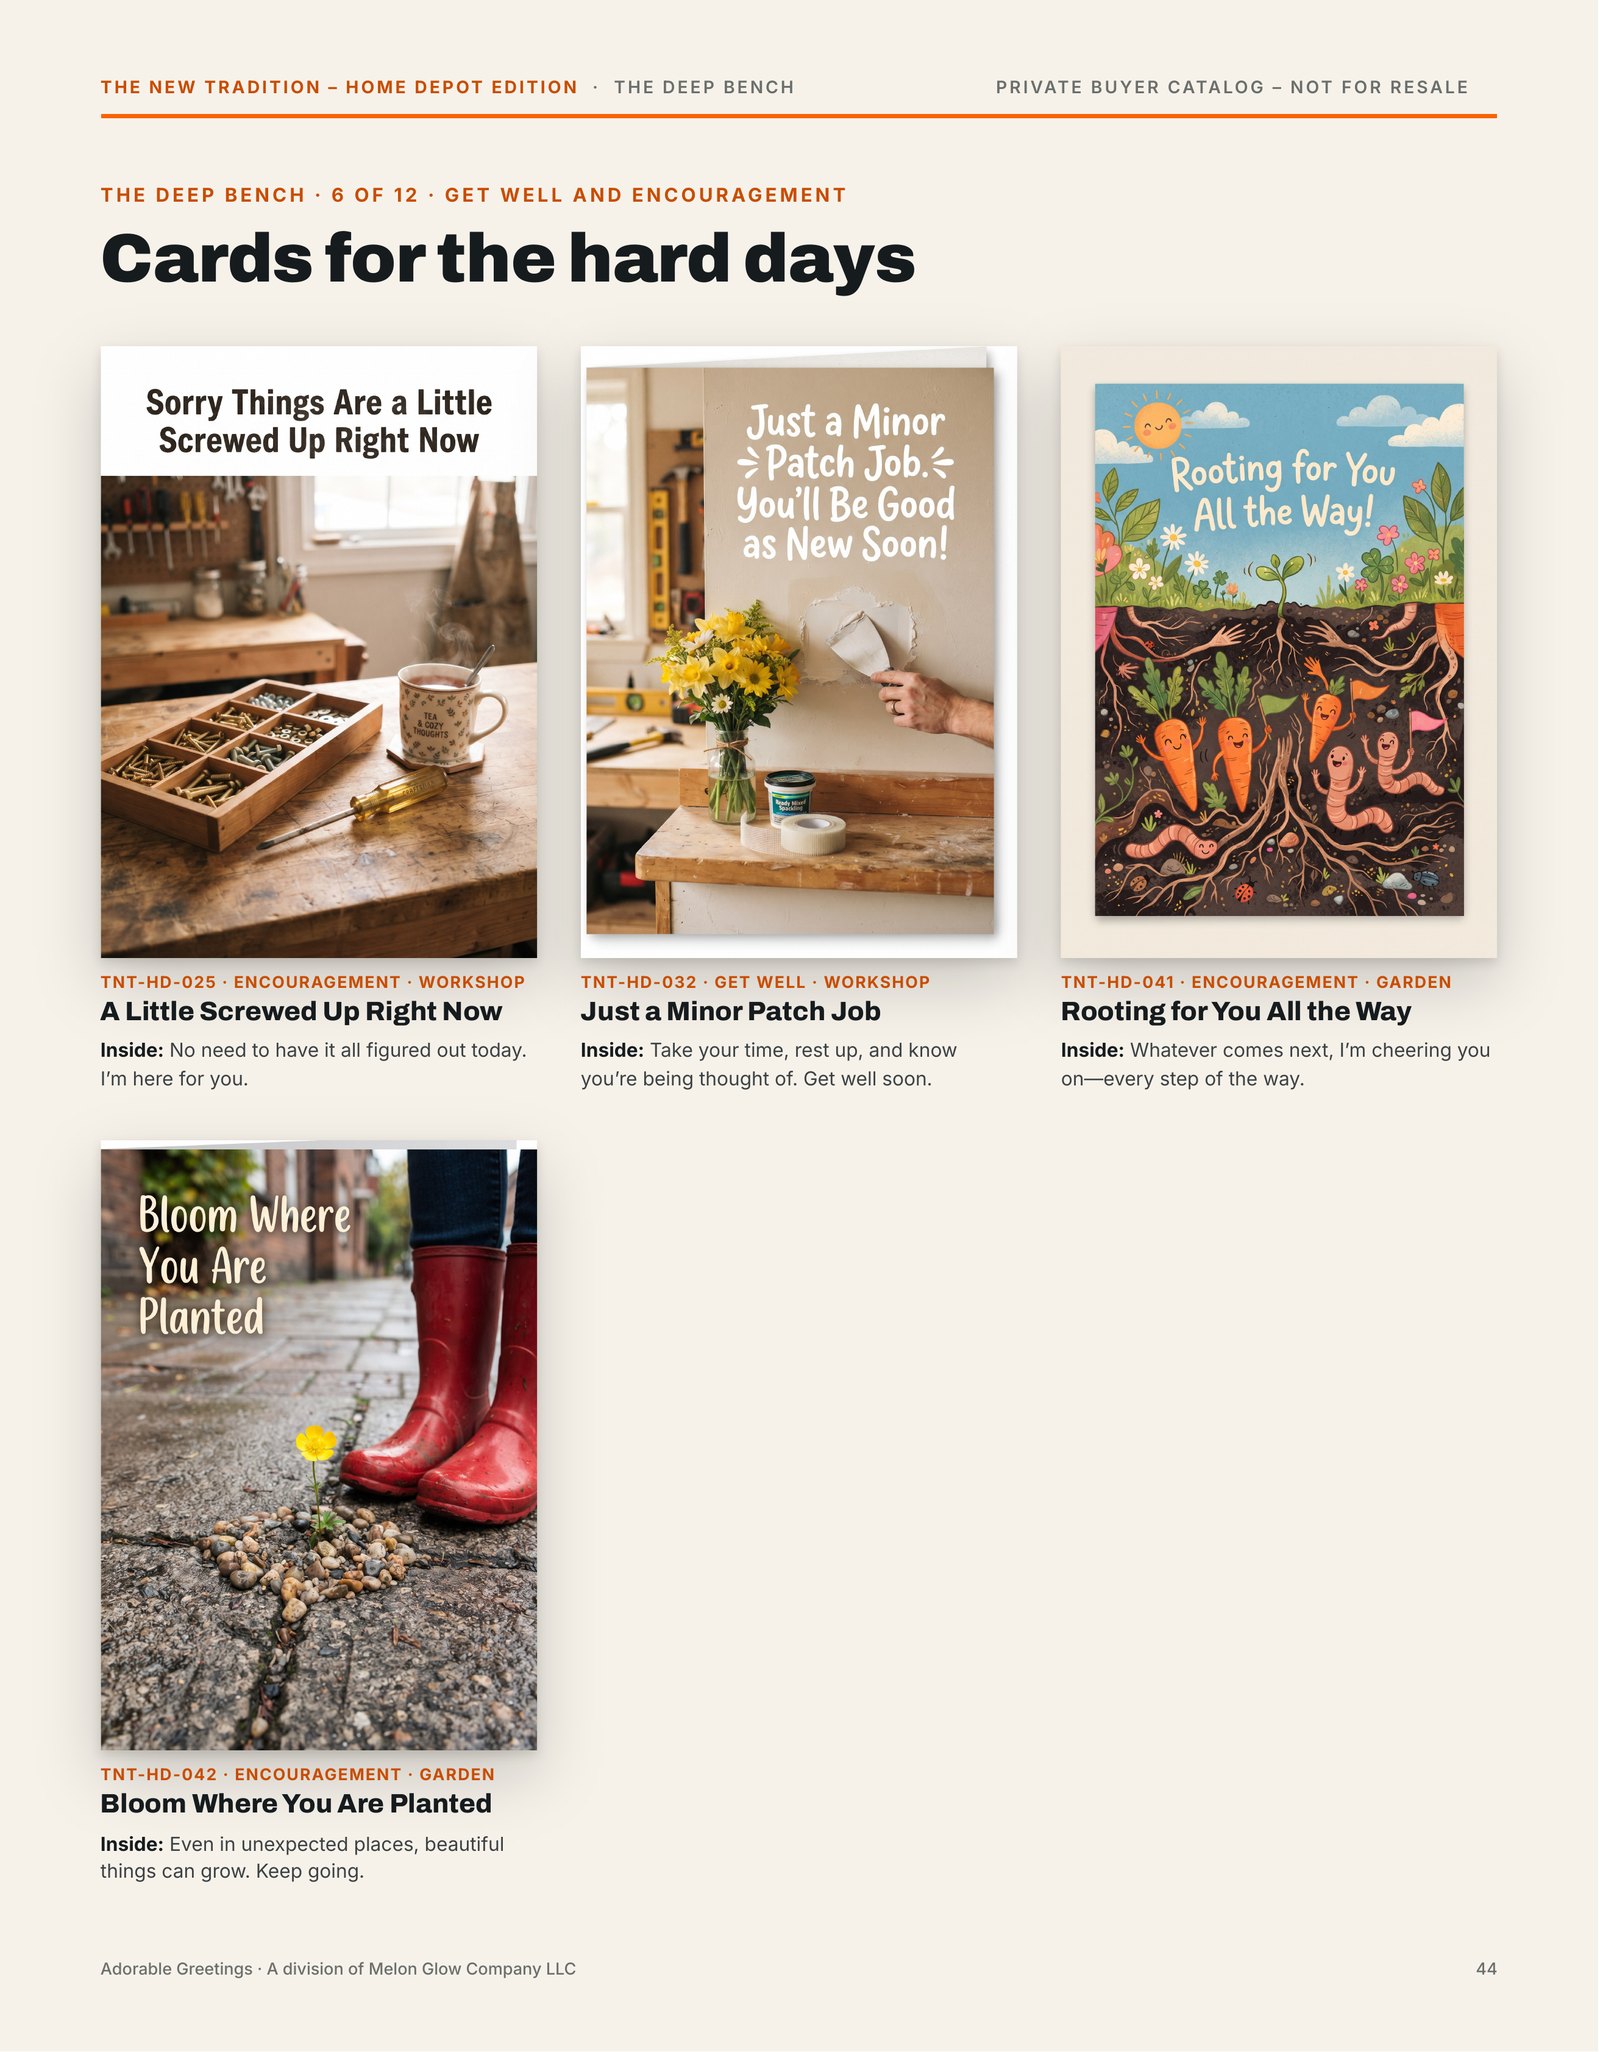 THE NEW TRADITION – HOME DEPOT EDITION · THE DEEP BENCH
PRIVATE BUYER CATALOG – NOT FOR RESALE
THE DEEP BENCH · 6 OF 12 · GET WELL AND ENCOURAGEMENT
Cards for the hard days
Sorry Things Are a Little
Screwed Up Right Now
TEA
& COZY
THOUGHTS
TNT-HD-025 · ENCOURAGEMENT · WORKSHOP
A Little Screwed Up Right Now
Inside: No need to have it all figured out today.
I’m here for you.
Just a Minor
Patch Job.
You’ll Be Good
as New Soon!
Ready Mixed
Spackling
TNT-HD-032 · GET WELL · WORKSHOP
Just a Minor Patch Job
Inside: Take your time, rest up, and know
you’re being thought of. Get well soon.
Rooting for You
All the Way!
TNT-HD-041 · ENCOURAGEMENT · GARDEN
Rooting for You All the Way
Inside: Whatever comes next, I’m cheering you
on—every step of the way.
Bloom Where
You Are
Planted
TNT-HD-042 · ENCOURAGEMENT · GARDEN
Bloom Where You Are Planted
Inside: Even in unexpected places, beautiful
things can grow. Keep going.
Adorable Greetings · A division of Melon Glow Company LLC
44